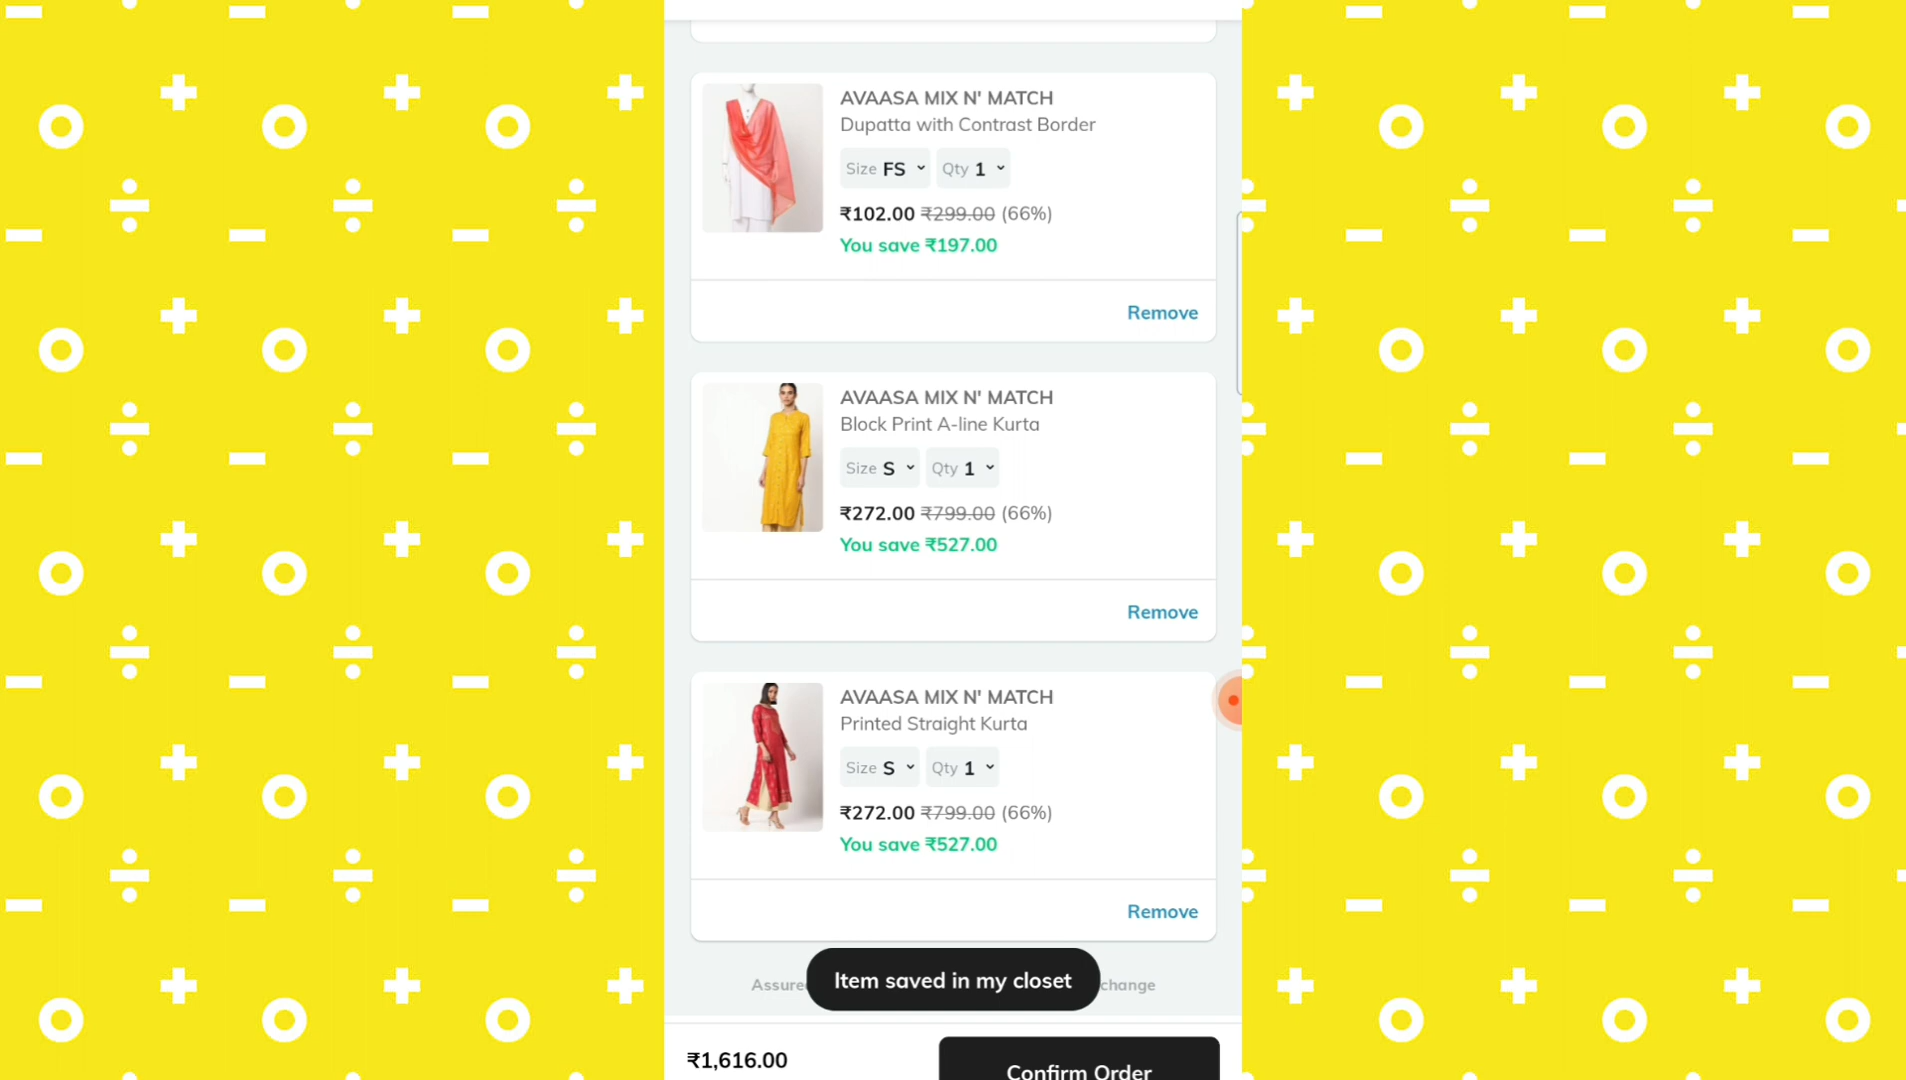 AVAASA MIX N' MATCH
Dupatta with Contrast Border
Size FS Qty 1
₹102.00 ₹299.00 (66%)
You save ₹197.00
Remove
AVAASA MIX N' MATCH
Block Print A-line Kurta
Size S Qty 1
₹272.00 ₹799.00 (66%)
You save ₹527.00
Remove
AVAASA MIX N' MATCH
Printed Straight Kurta
Size S Qty 1
₹272.00 ₹799.00 (66%)
You save ₹527.00
Remove
Item saved in my closet
₹1,616.00
Confirm Order